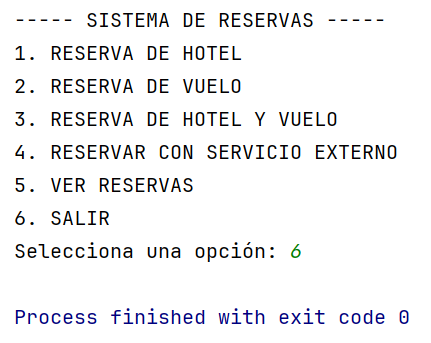 ----- SISTEMA DE RESERVAS -----
1. RESERVA DE HOTEL
2. RESERVA DE VUELO
3. RESERVA DE HOTEL Y VUELO
4. RESERVAR CON SERVICIO EXTERNO
5. VER RESERVAS
6. SALIR
Selecciona una opción: 6
Process finished with exit code 0